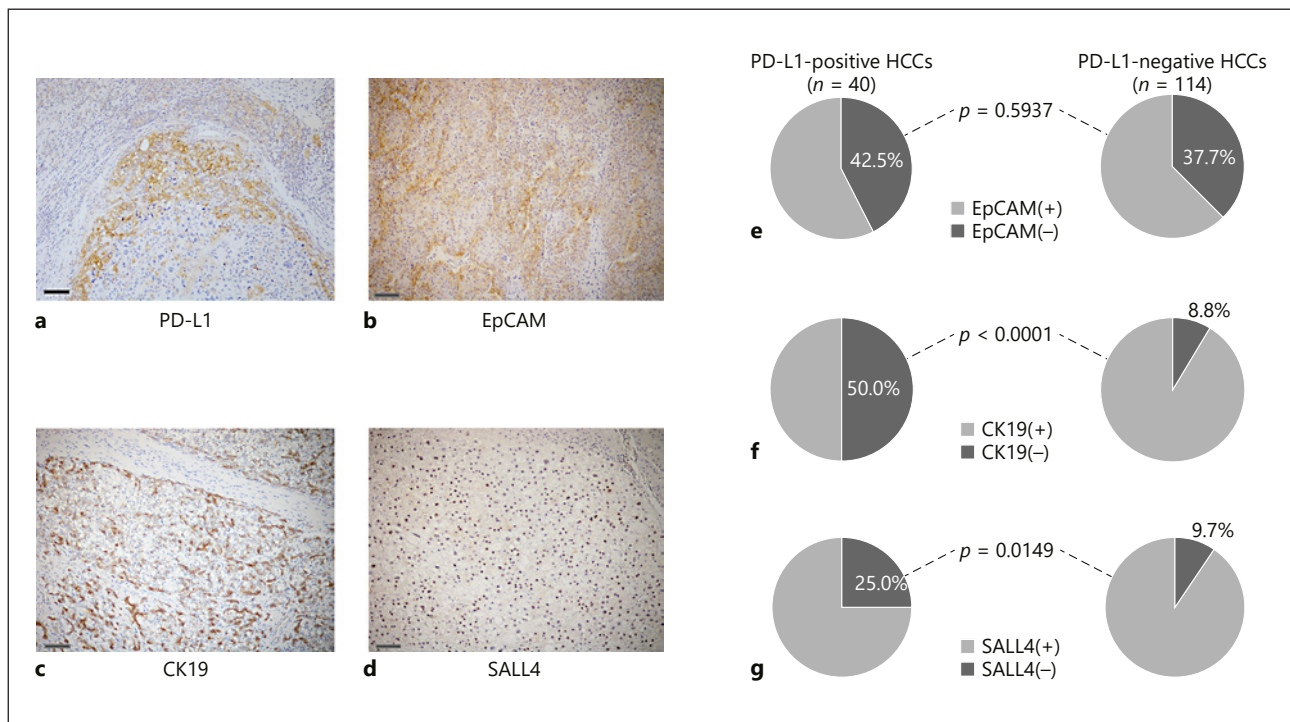 a
PD-L1
b
EpCAM
c
CK19
d
SALL4
PD-L1-positive HCCs
(n = 40)
PD-L1-negative HCCs
(n = 114)
42.5%
p = 0.5937
37.7%
EpCAM(+)
EpCAM(–)
e
50.0%
p < 0.0001
8.8%
CK19(+)
CK19(–)
f
25.0%
p = 0.0149
9.7%
SALL4(+)
SALL4(–)
g